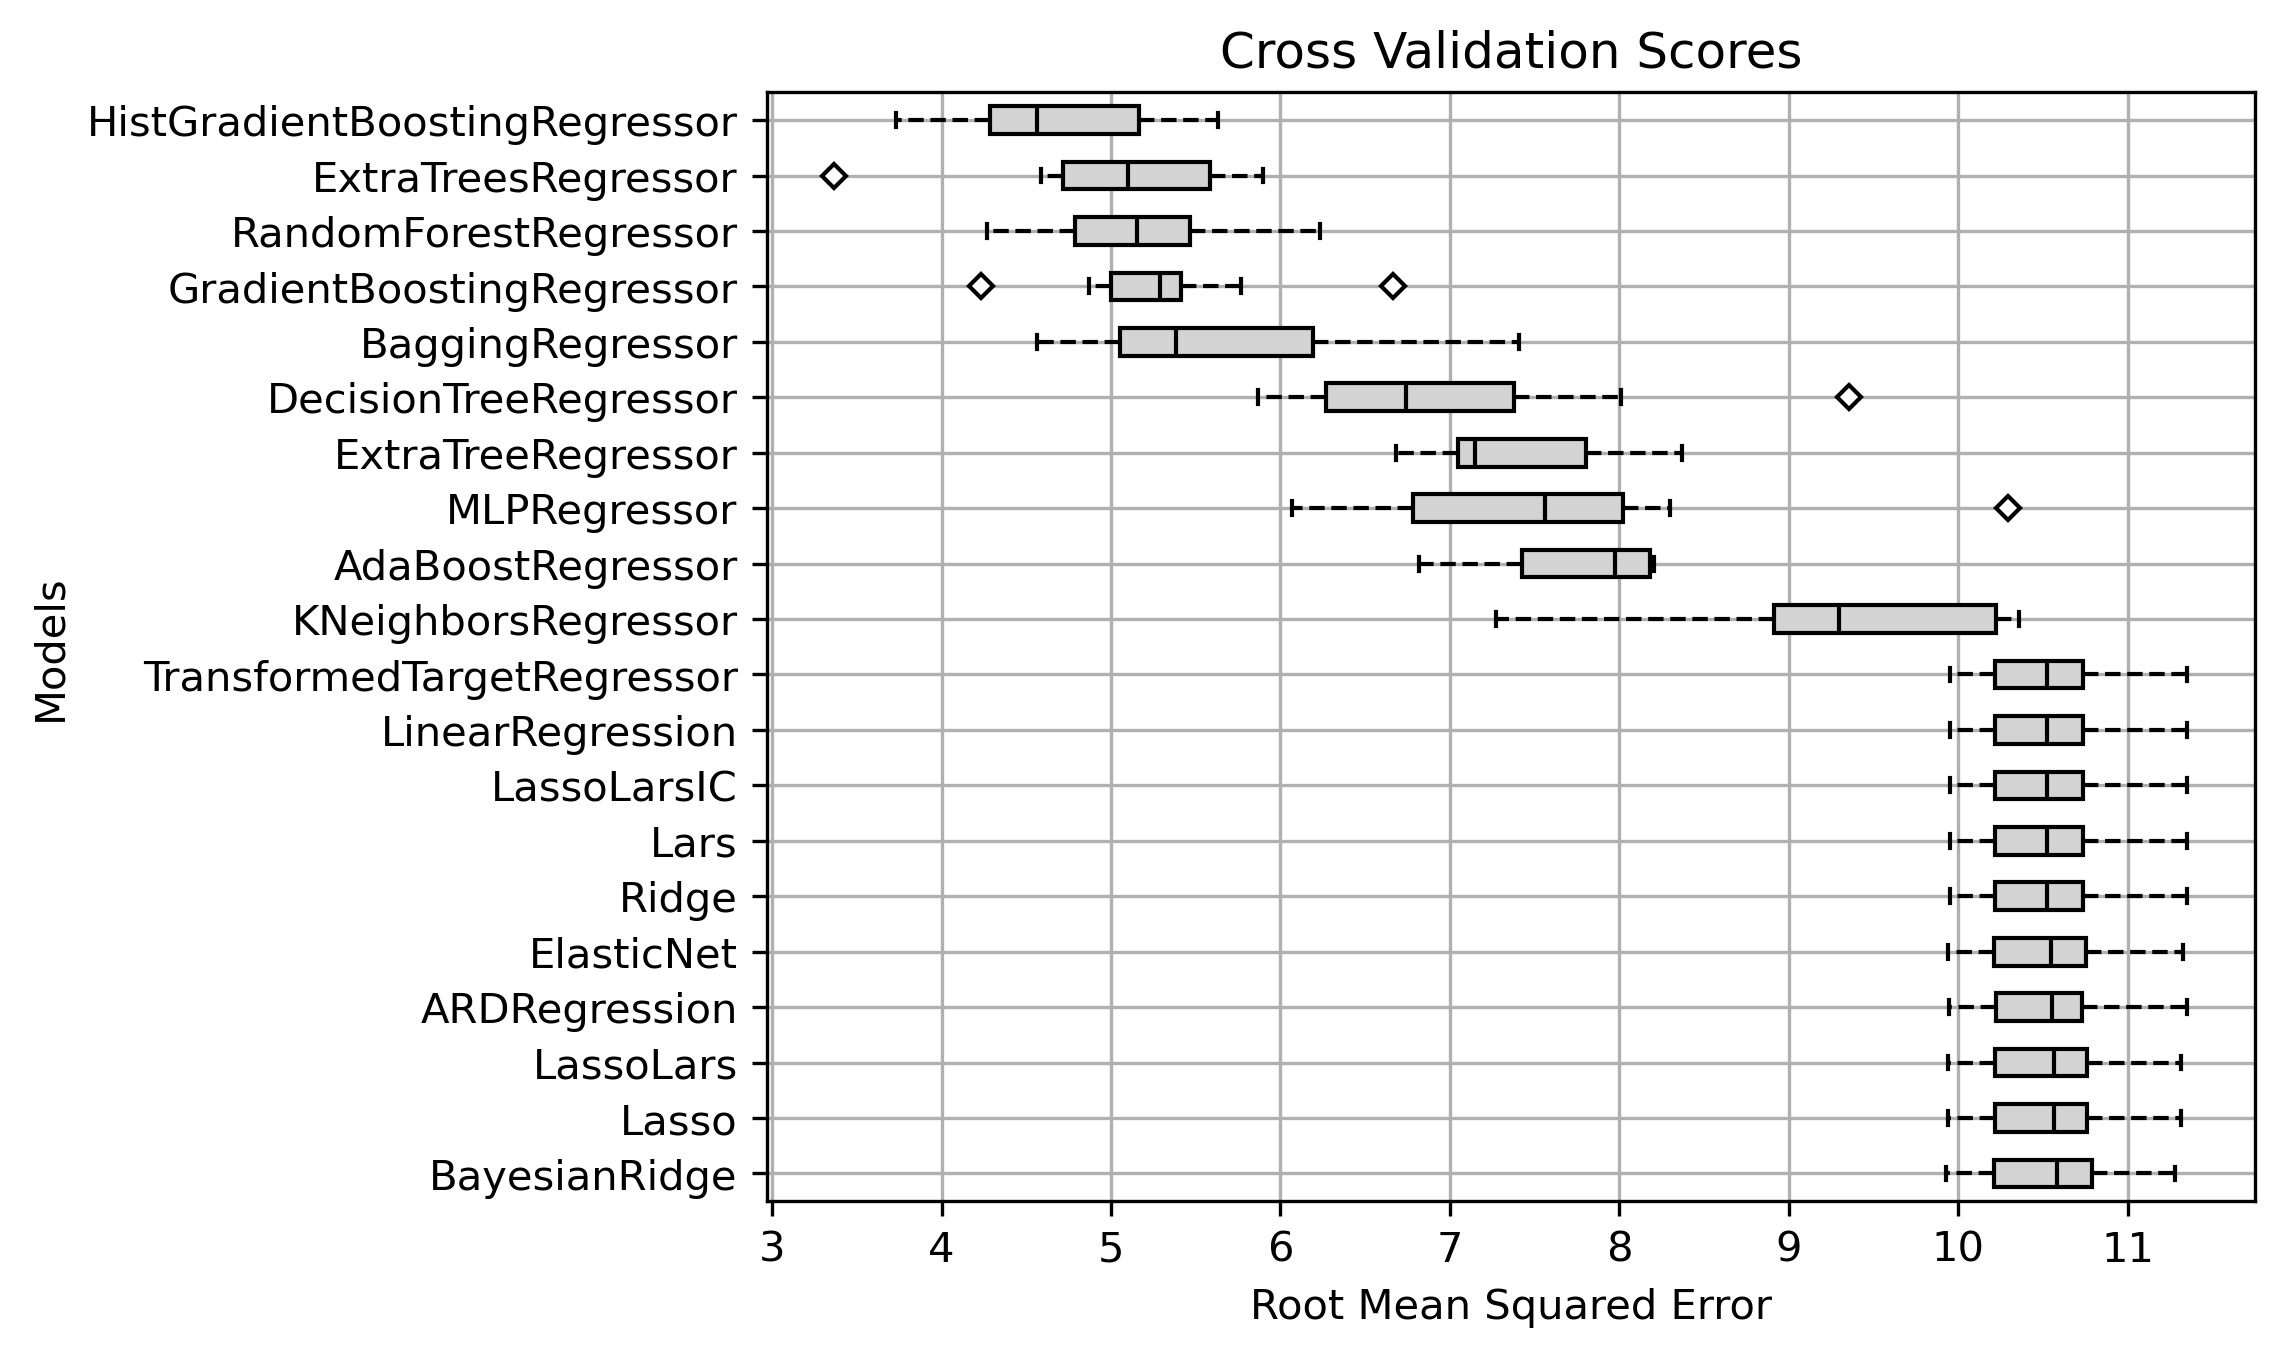 Cross Validation Scores
HistGradientBoostingRegressor
ExtraTreesRegressor
RandomForestRegressor
GradientBoostingRegressor
BaggingRegressor
DecisionTreeRegressor
ExtraTreeRegressor
MLPRegressor
AdaBoostRegressor
KNeighborsRegressor
TransformedTargetRegressor
LinearRegression
LassoLarsIC
Lars
Ridge
ElasticNet
ARDRegression
LassoLars
Lasso
BayesianRidge
Models
3 4 5 6 7 8 9 10 11
Root Mean Squared Error